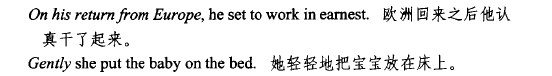 On his return from Europe, he set to work in earnest. 欧洲回来之后他认
真干了起来。
Gently she put the baby on the bed. 她轻轻地把宝宝放在床上。